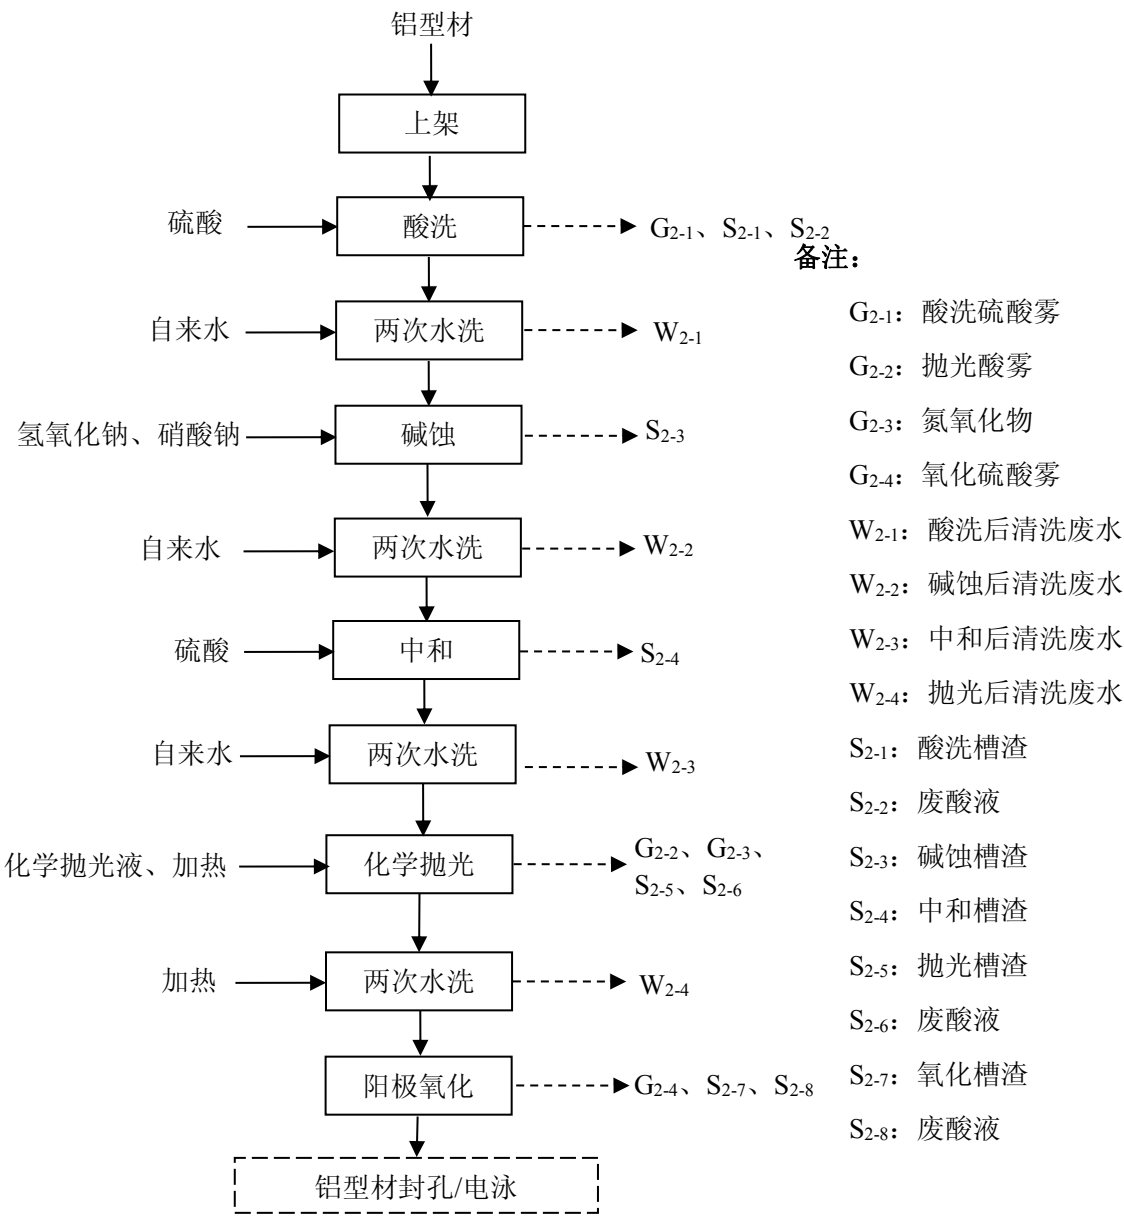 铝型材
上架
硫酸
酸洗
G2-1、S2-1、S2-2
备注：
自来水
两次水洗
W2-1
氢氧化钠、硝酸钠
碱蚀
S2-3
自来水
两次水洗
W2-2
硫酸
中和
S2-4
自来水
两次水洗
W2-3
化学抛光液、加热
化学抛光
G2-2、G2-3、
S2-5、S2-6
加热
两次水洗
W2-4
阳极氧化
G2-4、S2-7、S2-8
铝型材封孔/电泳
G2-1：酸洗硫酸雾
G2-2：抛光酸雾
G2-3：氮氧化物
G2-4：氧化硫酸雾
W2-1：酸洗后清洗废水
W2-2：碱蚀后清洗废水
W2-3：中和后清洗废水
W2-4：抛光后清洗废水
S2-1：酸洗槽渣
S2-2：废酸液
S2-3：碱蚀槽渣
S2-4：中和槽渣
S2-5：抛光槽渣
S2-6：废酸液
S2-7：氧化槽渣
S2-8：废酸液